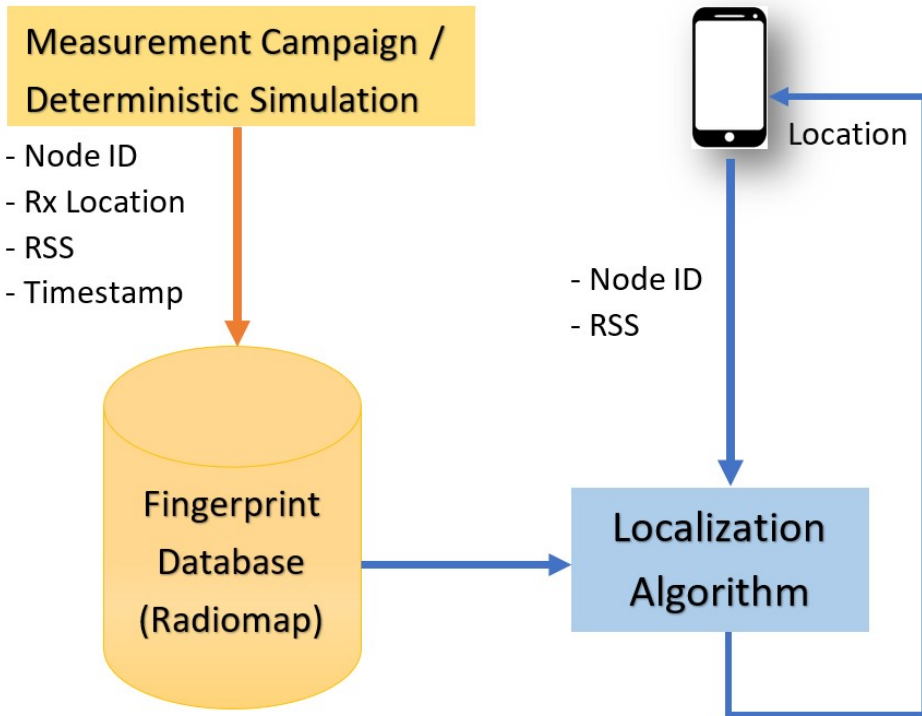 Measurement Campaign /
Deterministic Simulation
- Node ID
- Rx Location
- RSS
- Timestamp
Location
- Node ID
- RSS
Fingerprint
Database
(Radiomap)
Localization
Algorithm